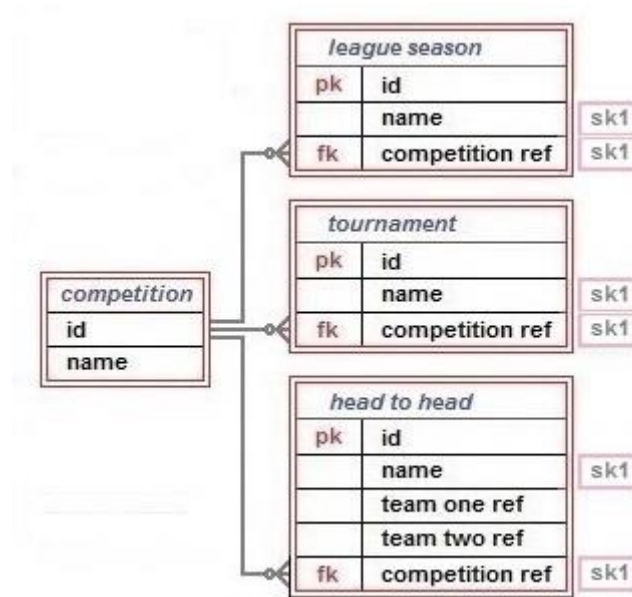 league season
pk id
name sk1
fk competition ref sk1
tournament
pk id
name sk1
fk competition ref sk1
competition
id
name
head to head
pk id
name sk1
team one ref
team two ref
fk competition ref sk1